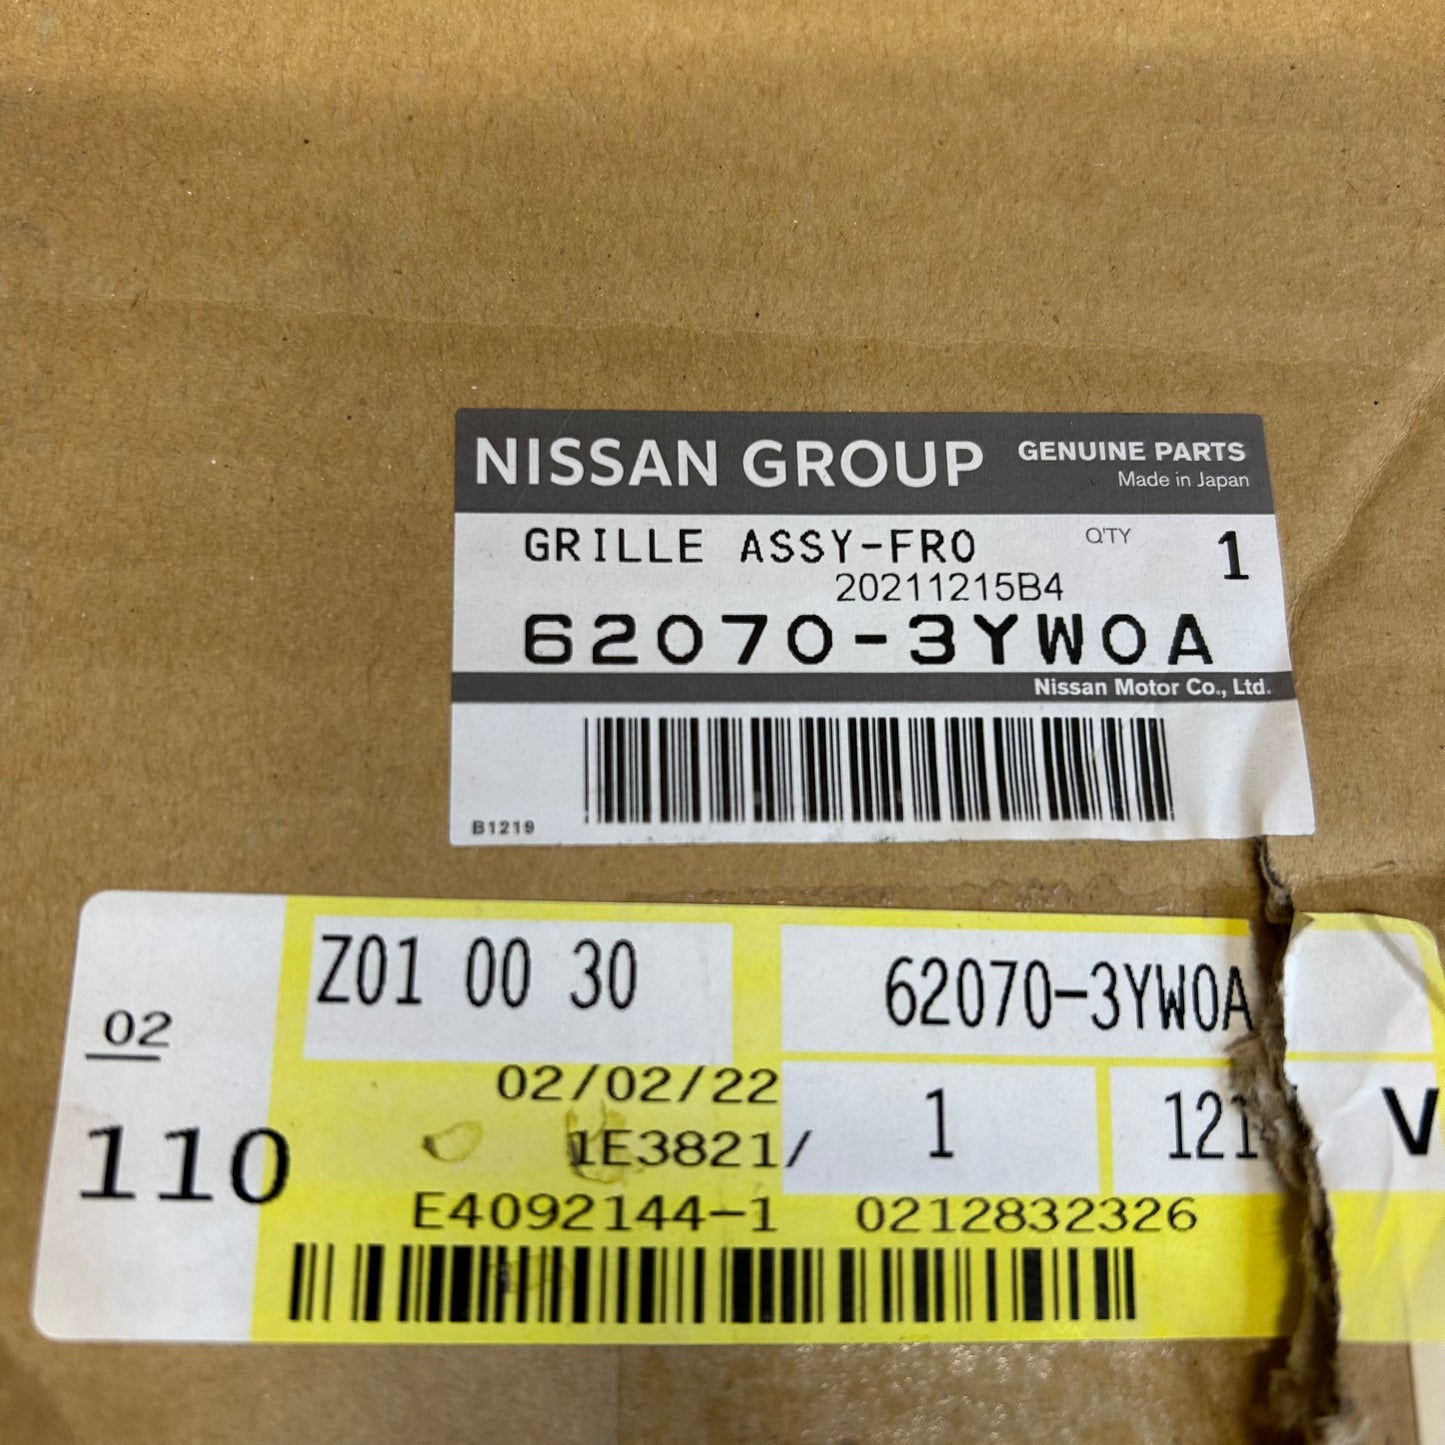 NISSAN GROUP GENUINE PARTS
Made in Japan
GRILLE ASSY-FRO Q'TY 1
20211215B4
62070-3YW0A
Nissan Motor Co., Ltd.
B1219
Z01 00 30 62070-3YW0A
02
02/02/22
110 1E3821/ 1 121 V
E4092144-1 0212832326